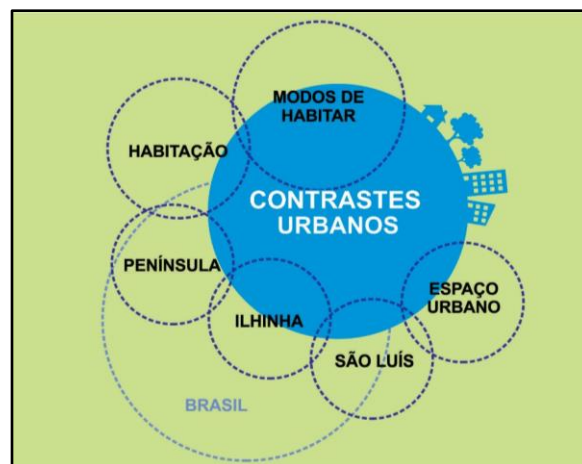 MODOS DE
HABITAR
HABITAÇÃO
CONTRASTES
URBANOS
PENÍNSULA
ESPAÇO
URBANO
ILHINHA
SÃO LUÍS
BRASIL